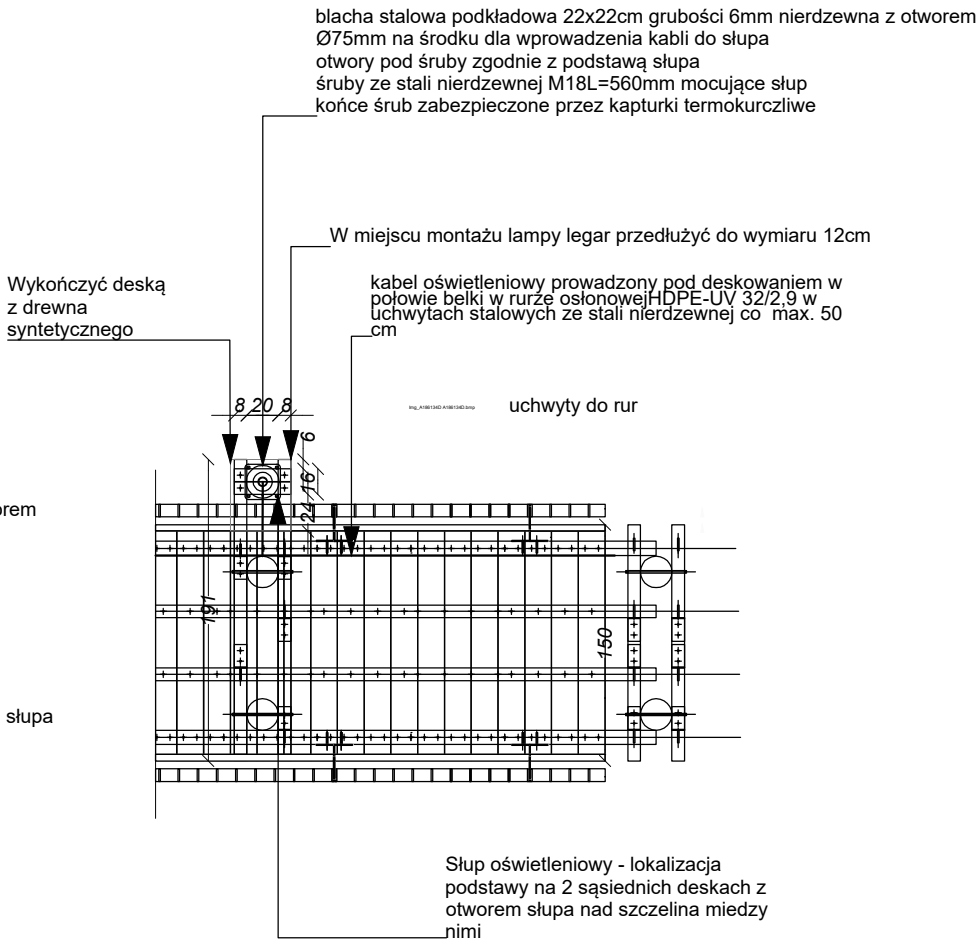 blacha stalowa podkładowa 22x22cm grubości 6mm nierdzewna z otworem
Ø75mm na środku dla wprowadzenia kabli do słupa
otwory pod śruby zgodnie z podstawą słupa
śruby ze stali nierdzewnej M18L=560mm mocujące słup
końce śrub zabezpieczone przez kapturki termokurczliwe
W miejscu montażu lampy legar przedłużyć do wymiaru 12cm
Wykończyć deską
z drewna
syntetycznego
kabel oświetleniowy prowadzony pod deskowaniem w
połowie belki w rurze osłonowejHDPE-UV 32/2,9 w
uchwytach stalowych ze stali nierdzewnej co max. 50
cm
8 20 8
uchwyty do rur
6
16
24
orem
191
150
słupa
Słup oświetleniowy - lokalizacja
podstawy na 2 sąsiednich deskach z
otworem słupa nad szczelina miedzy
nimi